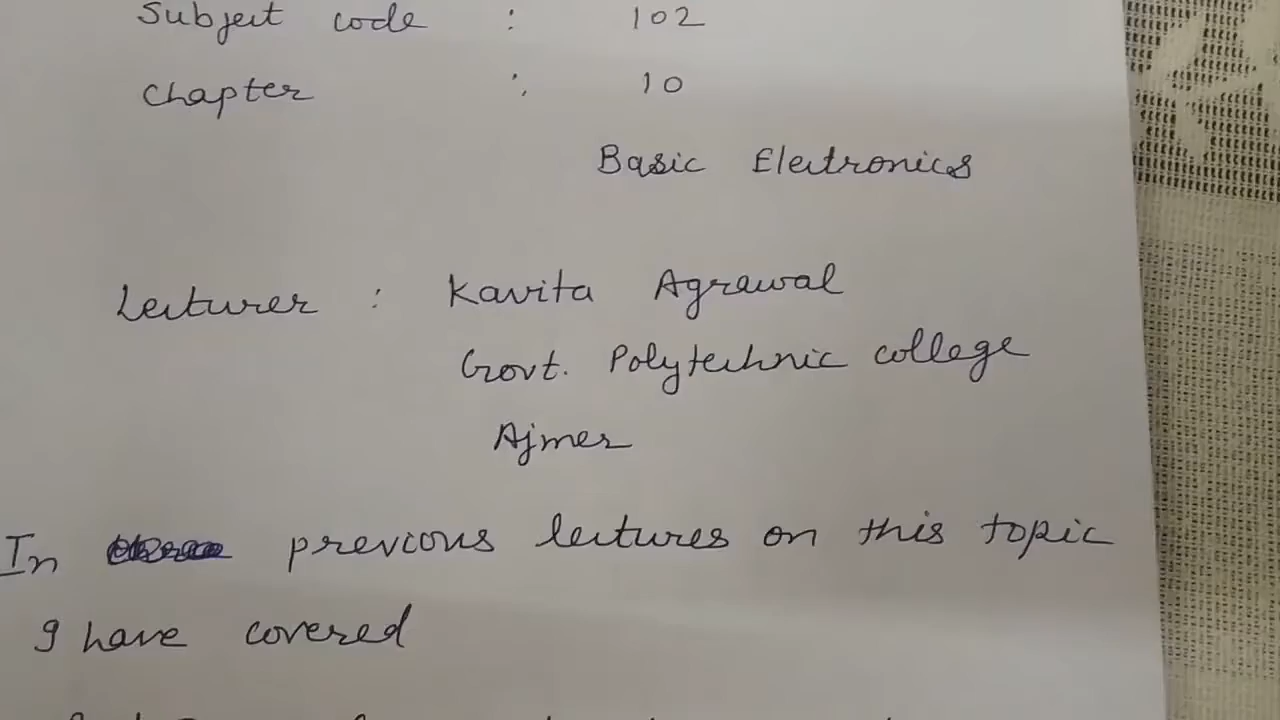 Subject code : 102
Chapter : 10
Basic Electronics
Lecturer : Kavita Agrawal
Govt. Polytechnic college
Ajmer
In previous lectures on this topic
I have covered